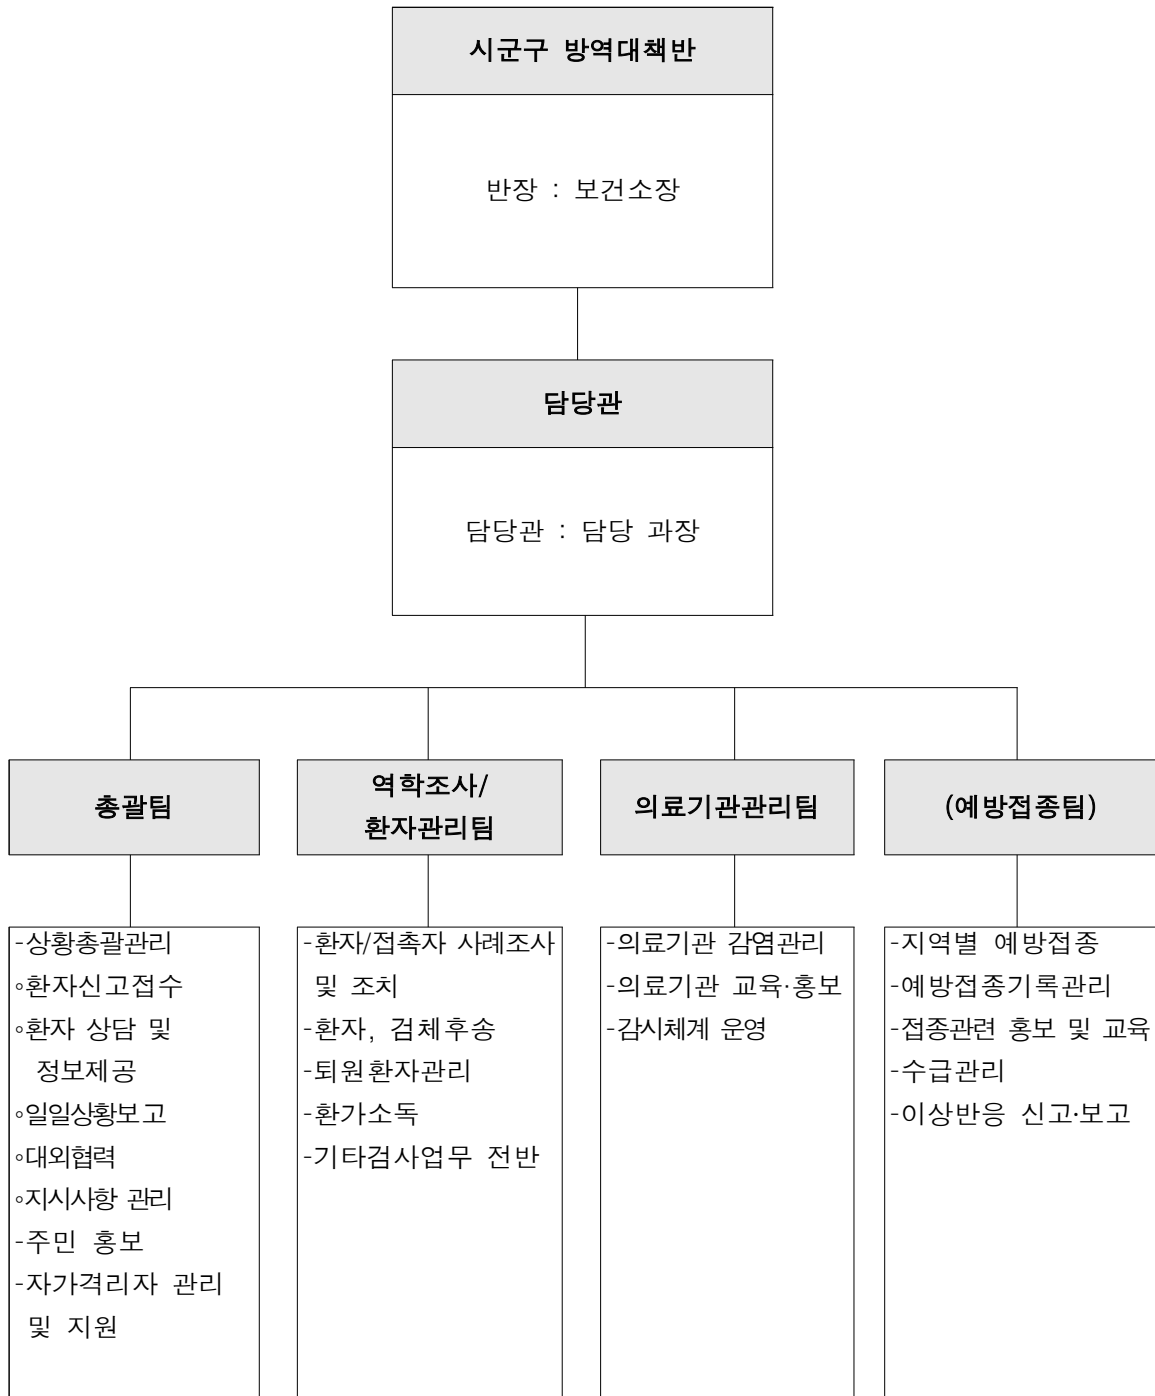 시군구 방역대책반
반장 : 보건소장
담당관
담당관 : 담당 과장
총괄팀
역학조사/
환자관리팀
의료기관관리팀
(예방접종팀)
-상황총괄관리
◦환자신고접수
◦환자 상담 및
정보제공
◦일일상황보고
◦대외협력
◦지시사항 관리
-주민 홍보
-자가격리자 관리
및 지원
-환자/접촉자 사례조사
및 조치
-환자, 검체후송
-퇴원환자관리
-환가소독
-기타검사업무 전반
-의료기관 감염관리
-의료기관 교육·홍보
-감시체계 운영
-지역별 예방접종
-예방접종기록관리
-접종관련 홍보 및 교육
-수급관리
-이상반응 신고·보고